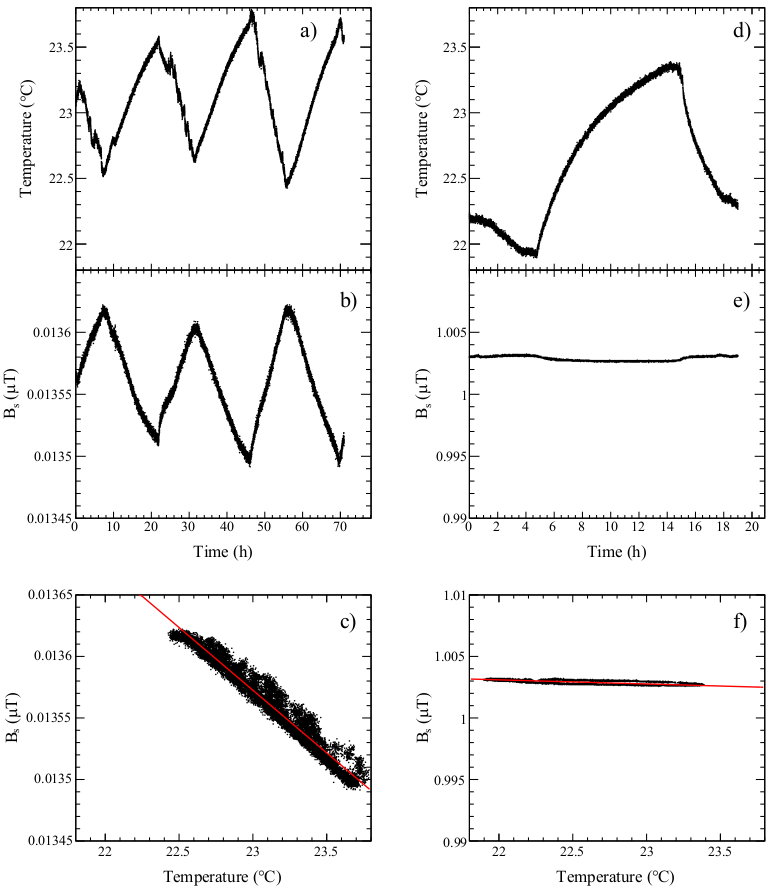 a)
23.5
23
22.5
22
Temperature (°C)
d)
23.5
23
22.5
22
Temperature (°C)
b)
0.0136
0.01355
0.0135
0.01345
B_s (μT)
0 10 20 30 40 50 60 70
Time (h)
e)
1.005
1
0.995
0.99
B_s (μT)
0 2 4 6 8 10 12 14 16 18 20
Time (h)
c)
0.01365
0.0136
0.01355
0.0135
0.01345
B_s (μT)
22 22.5 23 23.5
Temperature (°C)
f)
1.01
1.005
1
0.995
0.99
B_s (μT)
22 22.5 23 23.5
Temperature (°C)